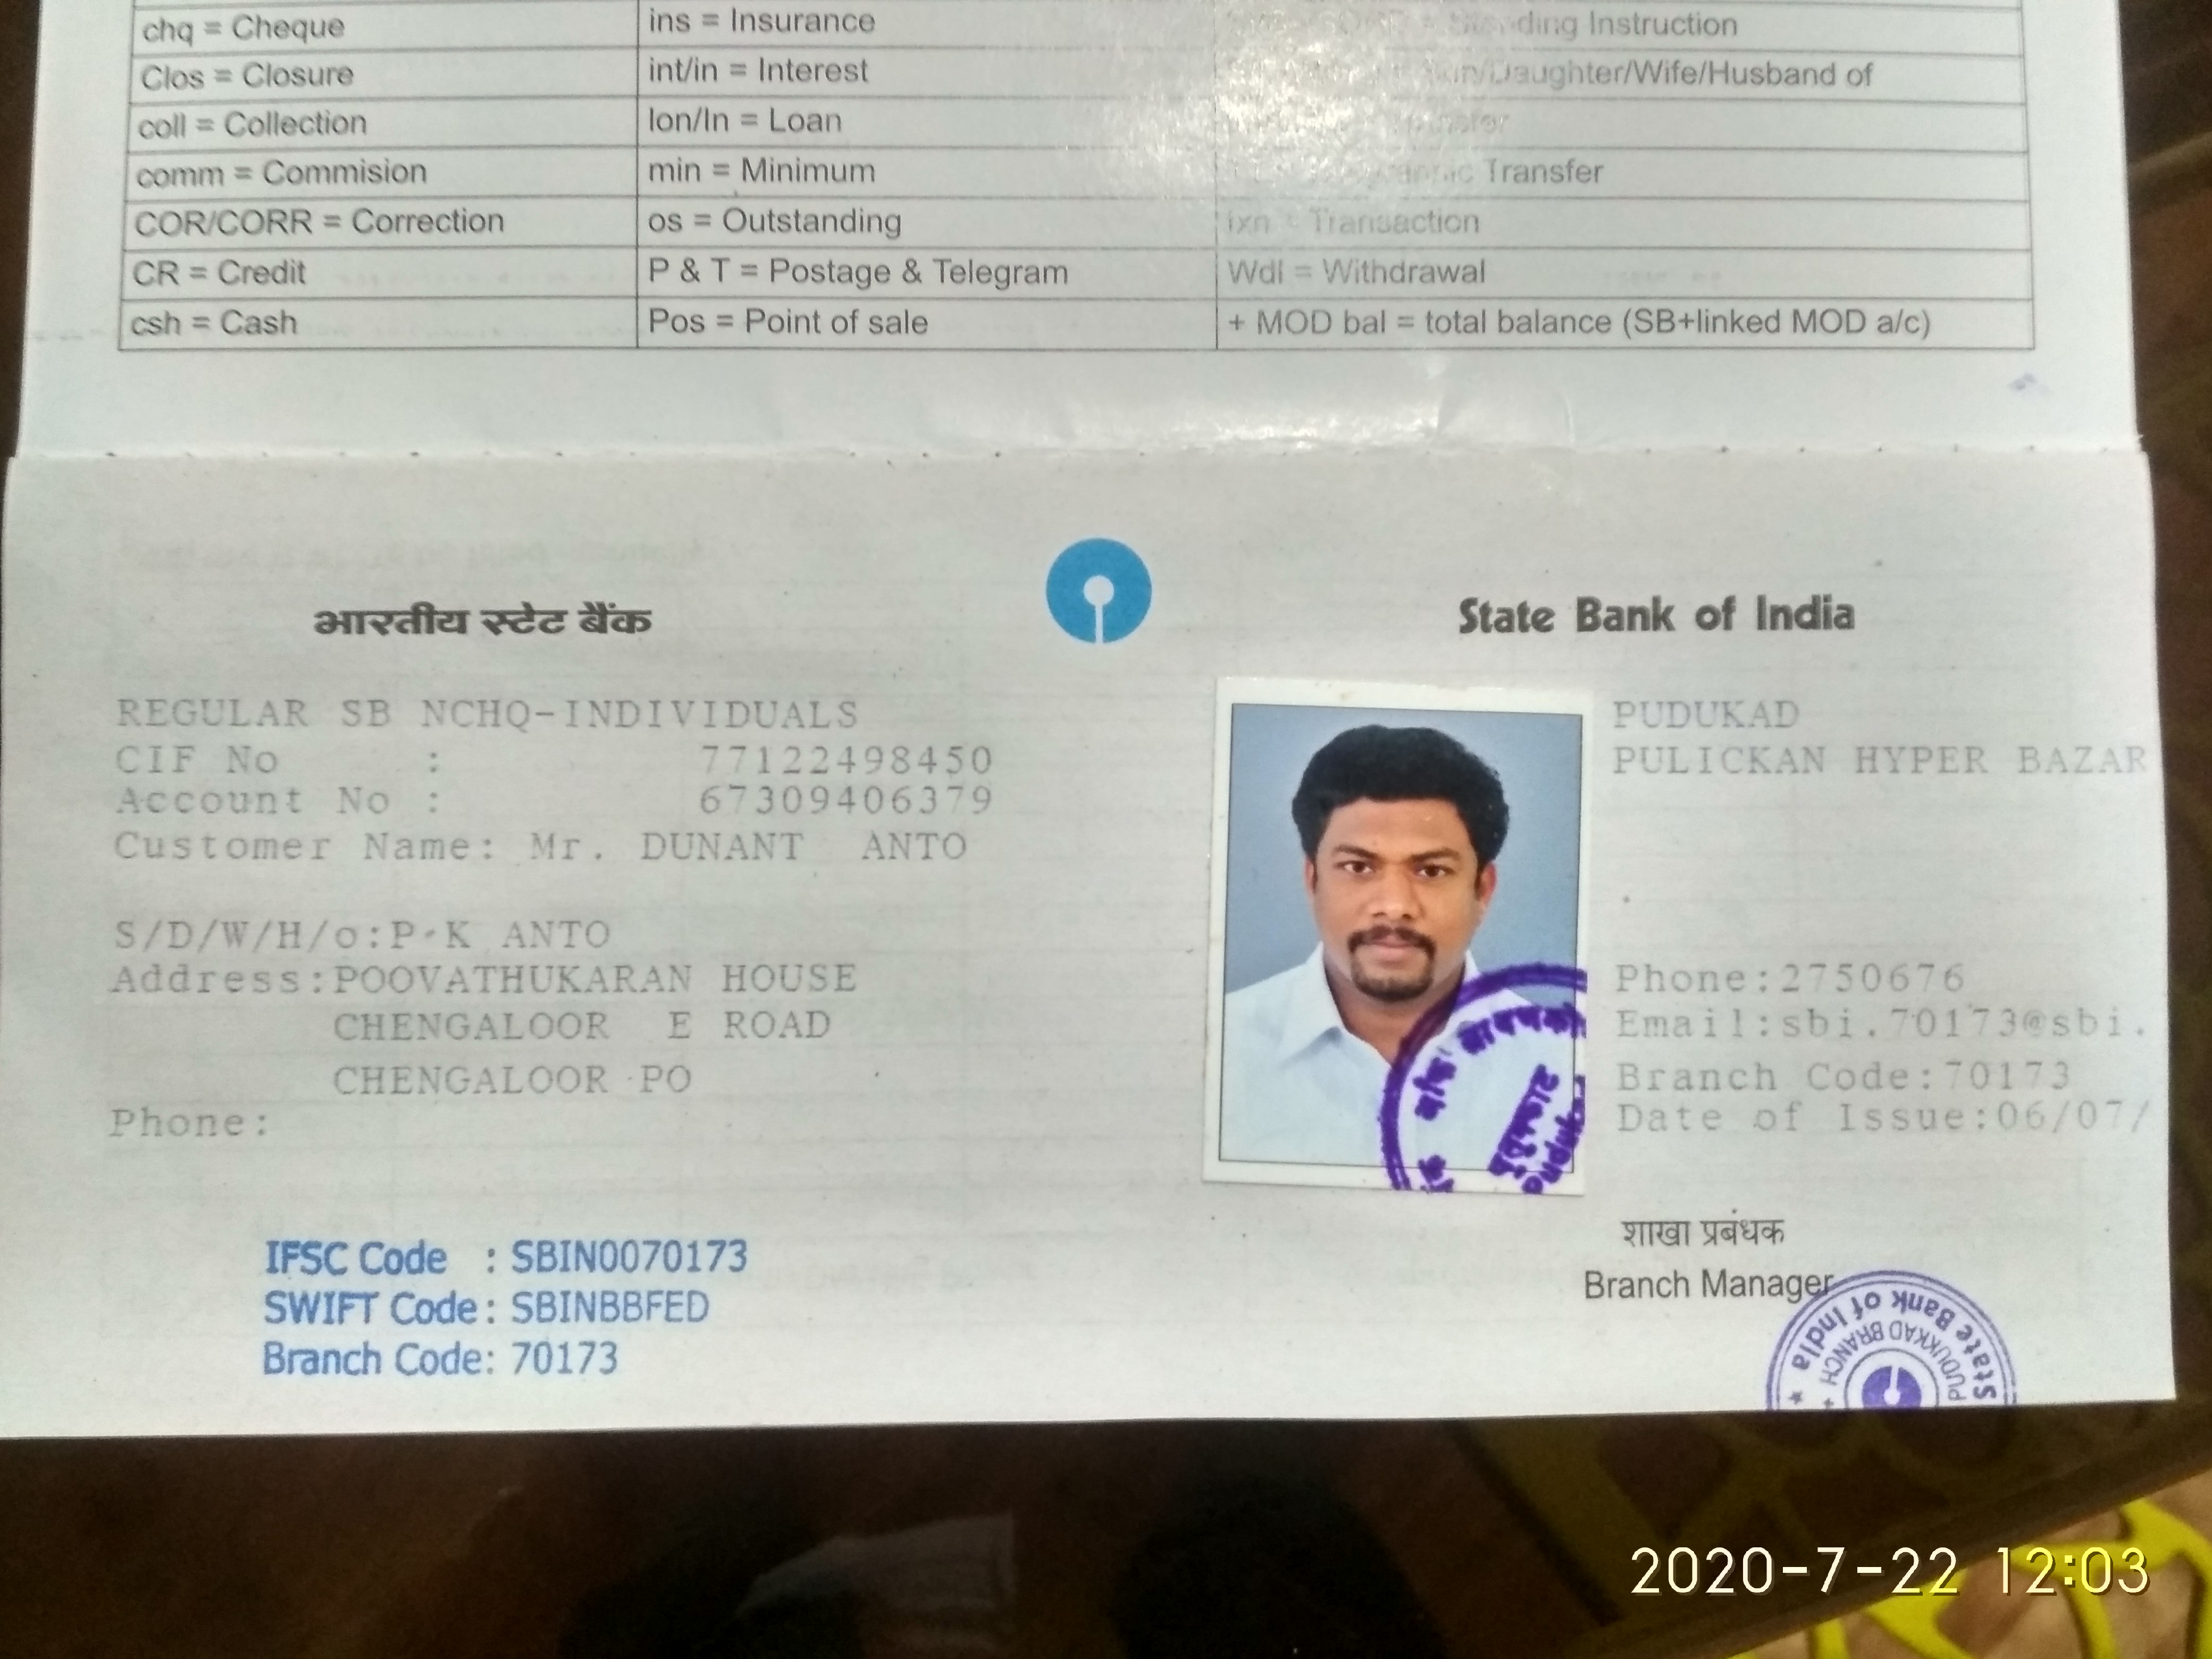 chq = Cheque
ins = Insurance
Instruction
Clos = Closure
int/in = Interest
Daughter/Wife/Husband of
coll = Collection
lon/ln = Loan
comm = Commision
min = Minimum
Transfer
COR/CORR = Correction
os = Outstanding
Transaction
CR = Credit
P & T = Postage & Telegram
Wdl = Withdrawal
csh = Cash
Pos = Point of sale
+ MOD bal = total balance (SB+linked MOD a/c)
भारतीय स्टेट बैंक
State Bank of India
REGULAR SB NCHQ-INDIVIDUALS
CIF No : 77122498450
Account No : 67309406379
Customer Name: Mr. DUNANT ANTO
S/D/W/H/o:P.K ANTO
Address:POOVATHUKARAN HOUSE
CHENGALOOR E ROAD
CHENGALOOR PO
Phone:
PUDUKAD
PULICKAN HYPER BAZAR
Phone:2750676
Email:sbi.70173@sbi.
Branch Code:70173
Date of Issue:06/07/
IFSC Code : SBIN0070173
SWIFT Code: SBINBBFED
Branch Code: 70173
शाखा प्रबंधक
Branch Manager
State Bank of India
PUDUKKAD BRANCH
2020-7-22 12:03